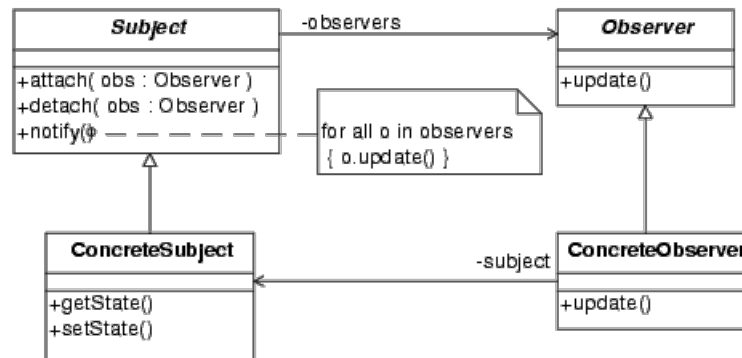 Subject
-observers
Observer
+attach( obs : Observer )
+detach( obs : Observer )
+notify()
+update()
for all o in observers
{ o.update() }
ConcreteSubject
-subject
ConcreteObserver
+getState()
+setState()
+update()